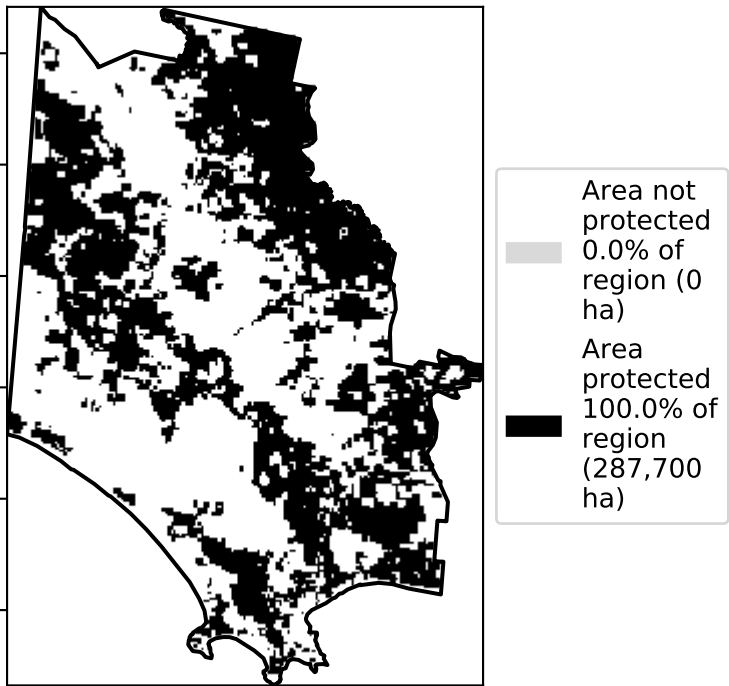 Area not
protected
0.0% of
region (0
ha)
Area
protected
100.0% of
region
(287,700
ha)